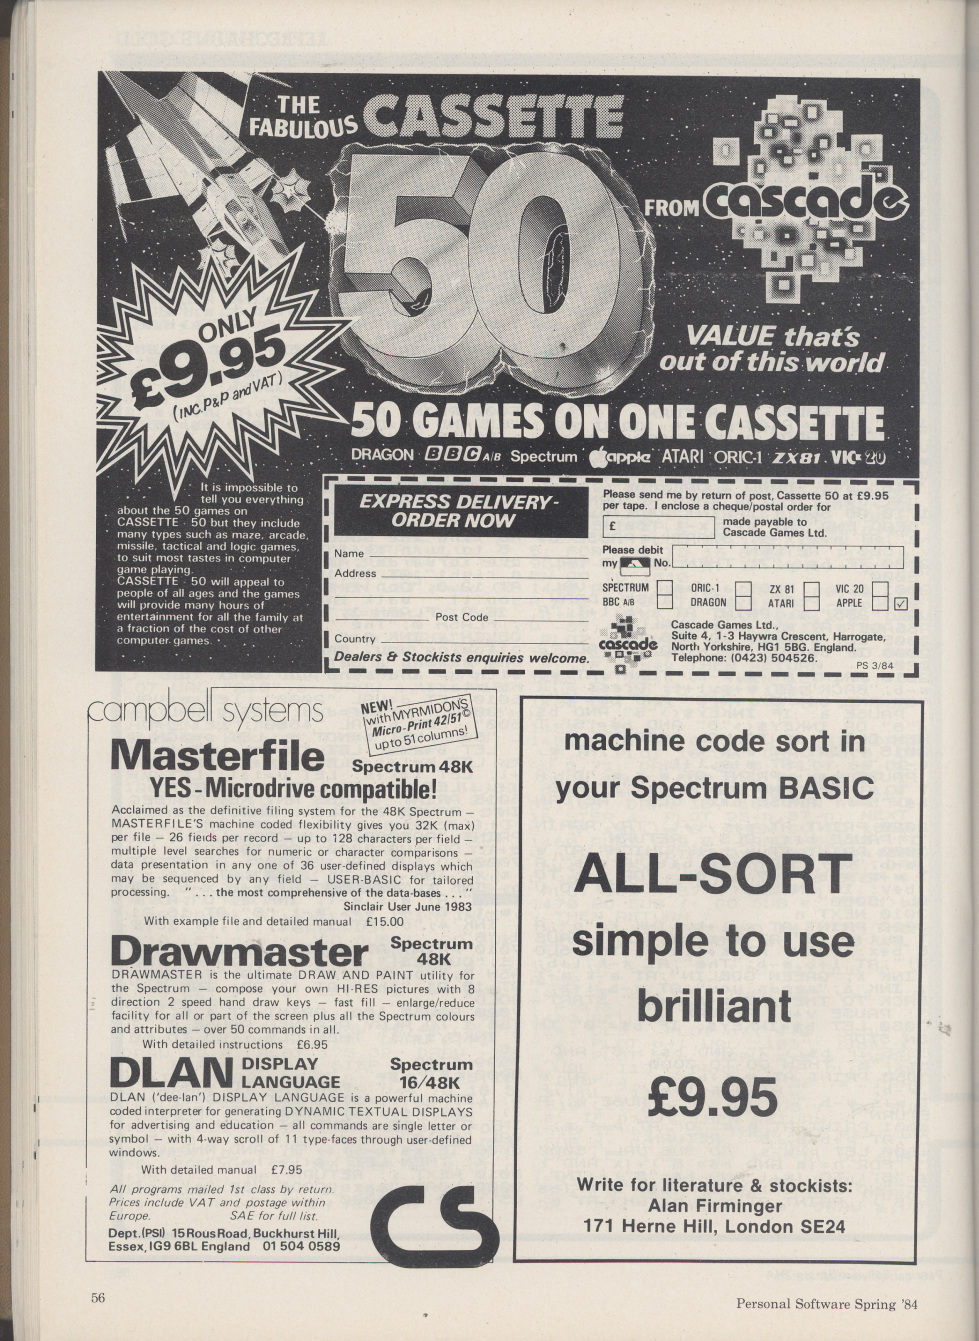 THE
FABULOUS CASSETTE
50
FROM cascade
ONLY
£9.95
(INC. P&P and VAT)
VALUE that's
out of this world
50 GAMES ON ONE CASSETTE
DRAGON BBC A/B Spectrum apple ATARI ORIC-1 ZX81. VIC 20
It is impossible to
tell you everything
about the 50 games on
CASSETTE · 50 but they include
many types such as maze, arcade,
missile, tactical and logic games,
to suit most tastes in computer
game playing.
CASSETTE · 50 will appeal to
people of all ages and the games
will provide many hours of
entertainment for all the family at
a fraction of the cost of other
computer games.
EXPRESS DELIVERY-
ORDER NOW
Name
Address
Post Code
Country
Dealers & Stockists enquiries welcome.
Please send me by return of post, Cassette 50 at £9.95
per tape. I enclose a cheque/postal order for
£ made payable to
Cascade Games Ltd.
Please debit
my No.
SPECTRUM ORIC-1 ZX 81 VIC 20
BBC A/B DRAGON ATARI APPLE
cascade
Cascade Games Ltd.,
Suite 4, 1-3 Haywra Crescent, Harrogate,
North Yorkshire, HG1 5BG. England.
Telephone: (0423) 504526.
PS 3/84
campbell systems
NEW!
with MYRMIDON'S
Micro-Print 42/51©
up to 51 columns!
Masterfile Spectrum 48K
YES - Microdrive compatible!
Acclaimed as the definitive filing system for the 48K Spectrum —
MASTERFILE'S machine coded flexibility gives you 32K (max)
per file — 26 fields per record — up to 128 characters per field —
multiple level searches for numeric or character comparisons —
data presentation in any one of 36 user-defined displays which
may be sequenced by any field — USER-BASIC for tailored
processing. " . . . the most comprehensive of the data-bases . . . "
Sinclair User June 1983
With example file and detailed manual £15.00
Drawmaster Spectrum
48K
DRAWMASTER is the ultimate DRAW AND PAINT utility for
the Spectrum — compose your own HI-RES pictures with 8
direction 2 speed hand draw keys — fast fill — enlarge/reduce
facility for all or part of the screen plus all the Spectrum colours
and attributes — over 50 commands in all.
With detailed instructions £6.95
DLAN DISPLAY
LANGUAGE
Spectrum
16/48K
DLAN ('dee-lan') DISPLAY LANGUAGE is a powerful machine
coded interpreter for generating DYNAMIC TEXTUAL DISPLAYS
for advertising and education — all commands are single letter or
symbol — with 4-way scroll of 11 type-faces through user-defined
windows.
With detailed manual £7.95
All programs mailed 1st class by return.
Prices include VAT and postage within
Europe. SAE for full list.
Dept.(PSI) 15 Rous Road, Buckhurst Hill,
Essex, IG9 6BL England 01 504 0589
CS
machine code sort in
your Spectrum BASIC
ALL-SORT
simple to use
brilliant
£9.95
Write for literature & stockists:
Alan Firminger
171 Herne Hill, London SE24
56
Personal Software Spring '84